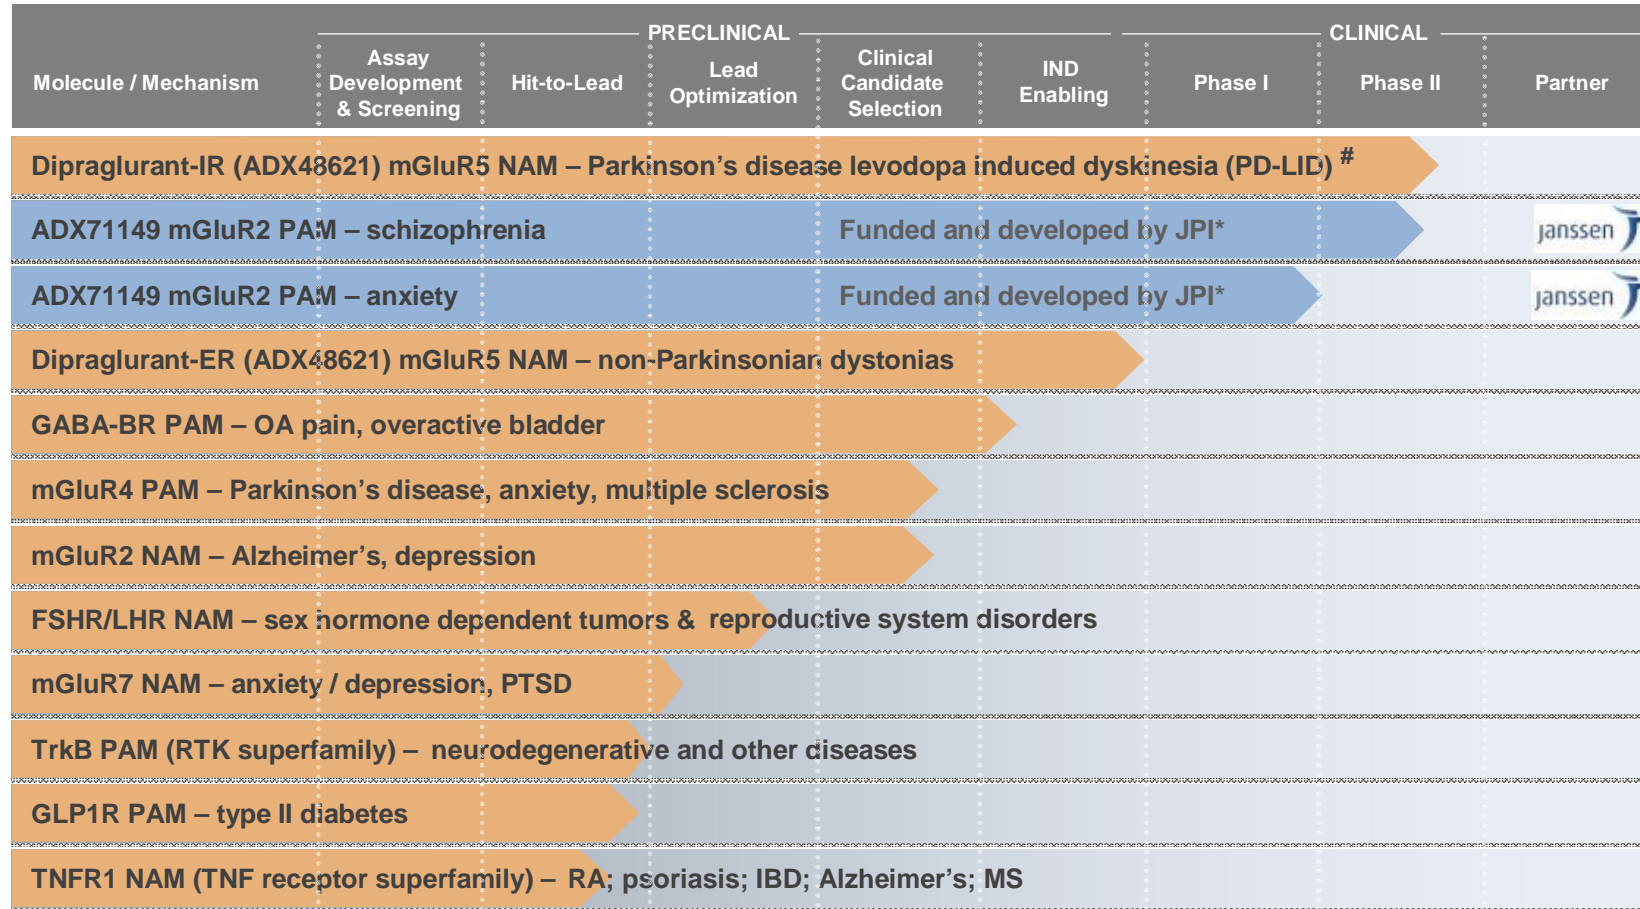 PRECLINICAL
CLINICAL
Molecule / Mechanism
Assay
Development
& Screening
Hit-to-Lead
Lead
Optimization
Clinical
Candidate
Selection
IND
Enabling
Phase I
Phase II
Partner
Dipraglurant-IR (ADX48621) mGluR5 NAM – Parkinson's disease levodopa induced dyskinesia (PD-LID) #
ADX71149 mGluR2 PAM – schizophrenia Funded and developed by JPI* janssen
ADX71149 mGluR2 PAM – anxiety Funded and developed by JPI* janssen
Dipraglurant-ER (ADX48621) mGluR5 NAM – non-Parkinsonian dystonias
GABA-BR PAM – OA pain, overactive bladder
mGluR4 PAM – Parkinson's disease, anxiety, multiple sclerosis
mGluR2 NAM – Alzheimer's, depression
FSHR/LHR NAM – sex hormone dependent tumors & reproductive system disorders
mGluR7 NAM – anxiety / depression, PTSD
TrkB PAM (RTK superfamily) – neurodegenerative and other diseases
GLP1R PAM – type II diabetes
TNFR1 NAM (TNF receptor superfamily) – RA; psoriasis; IBD; Alzheimer's; MS